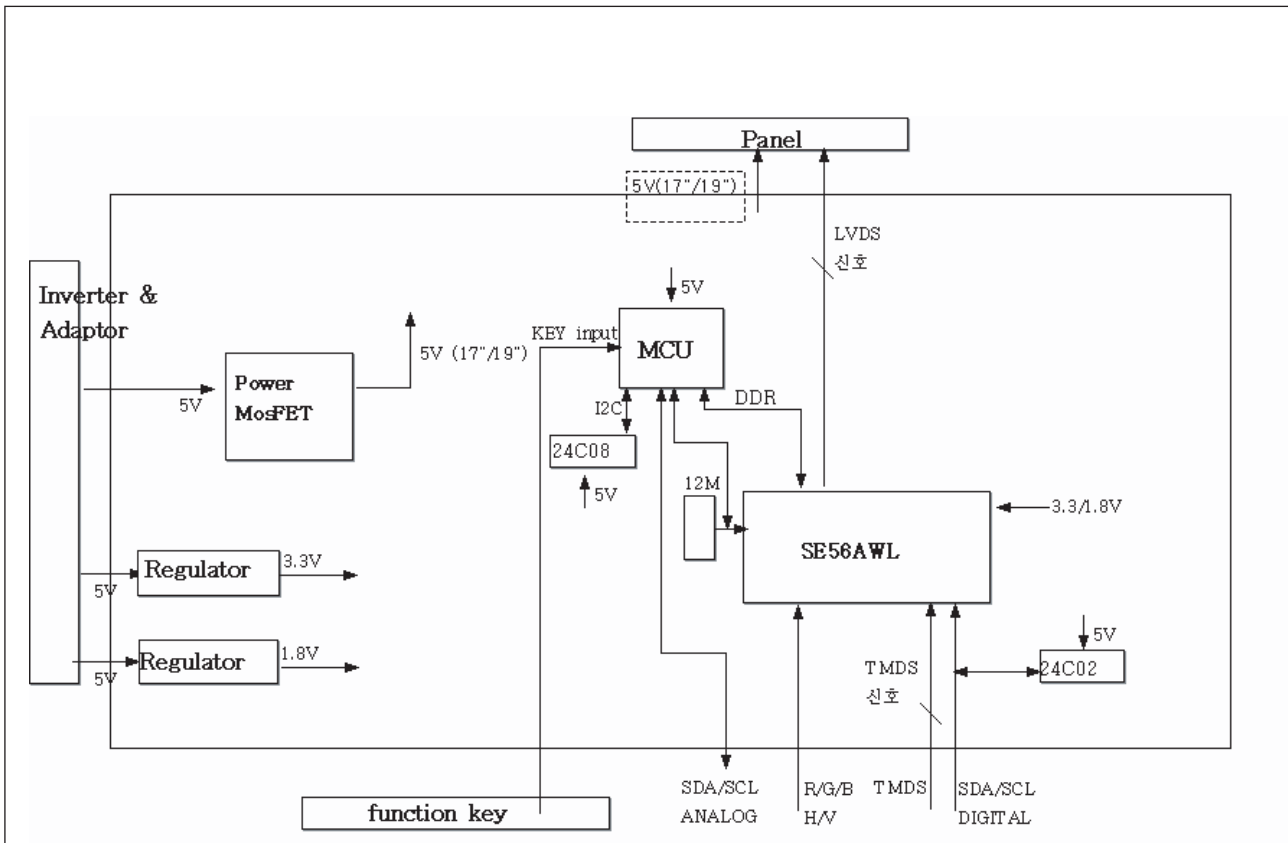 Panel
5V(17"/19")
LVDS
신호
Inverter &
Adaptor
5V
KEY input
MCU
5V (17"/19")
Power
MosFET
5V
I2C
DDR
24C08
5V
12M
3.3/1.8V
SE56AWL
Regulator
3.3V
5V
Regulator
1.8V
5V
5V
24C02
TMDS
신호
SDA/SCL
ANALOG
R/G/B
H/V
TMDS
SDA/SCL
DIGITAL
function key